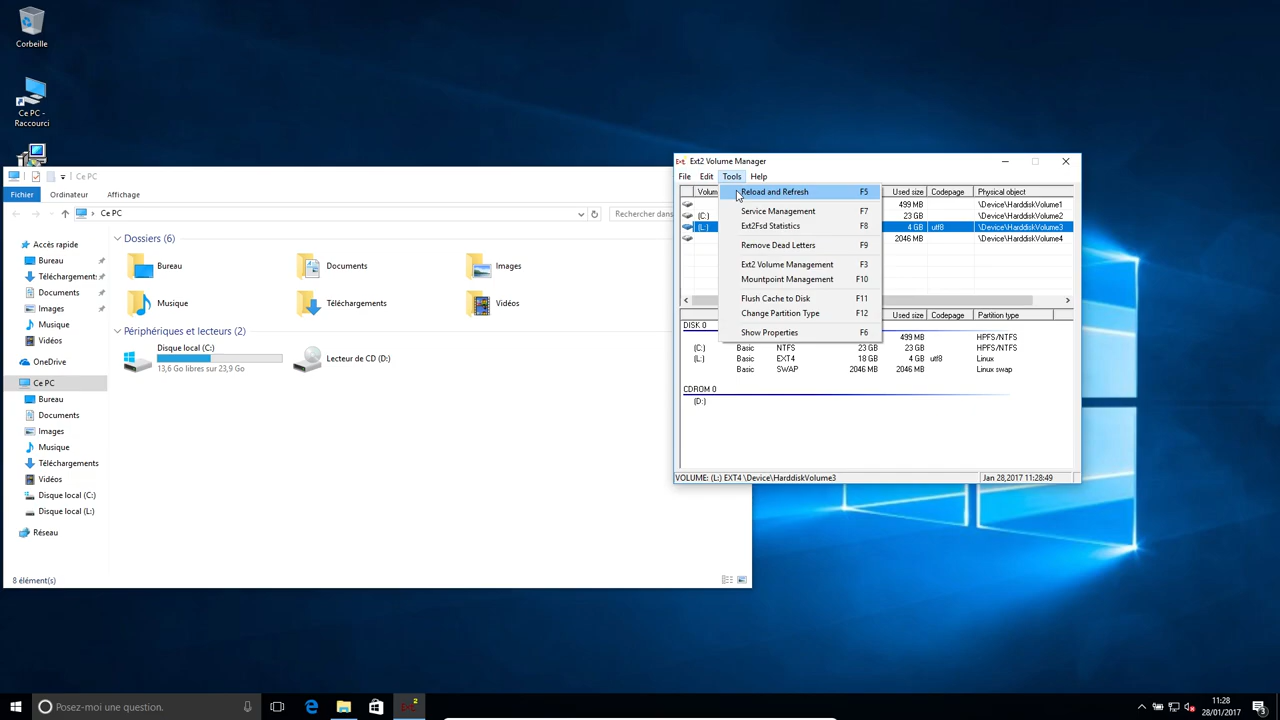 Corbeille
Ce PC -
Raccourci
Ce PC
Fichier
Ordinateur
Affichage
Ce PC
Rechercher dans
Accès rapide
Bureau
Téléchargement:
Documents
Images
Musique
Vidéos
OneDrive
Ce PC
Bureau
Documents
Images
Musique
Téléchargements
Vidéos
Disque local (C:)
Disque local (L:)
Réseau
Dossiers (6)
Bureau
Documents
Images
Musique
Téléchargements
Vidéos
Périphériques et lecteurs (2)
Disque local (C:)
13,6 Go libres sur 23,9 Go
Lecteur de CD (D:)
8 élément(s)
Ext2 Volume Manager
File Edit Tools Help
Volum Used size Codepage Physical object
499 MB \Device\HarddiskVolume1
(C:) 23 GB \Device\HarddiskVolume2
(L:) 4 GB utf8 \Device\HarddiskVolume3
2046 MB \Device\HarddiskVolume4
Reload and Refresh F5
Service Management F7
Ext2Fsd Statistics F8
Remove Dead Letters F9
Ext2 Volume Management F3
Mountpoint Management F10
Flush Cache to Disk F11
Change Partition Type F12
Show Properties F6
Used size Codepage Partition type
DISK 0
499 MB HPFS/NTFS
(C:) Basic NTFS 23 GB 23 GB HPFS/NTFS
(L:) Basic EXT4 18 GB 4 GB utf8 Linux
Basic SWAP 2046 MB 2046 MB Linux swap
CDROM 0
(D:)
VOLUME: (L:) EXT4 \Device\HarddiskVolume3
Jan 28,2017 11:28:49
Posez-moi une question.
11:28
28/01/2017
3